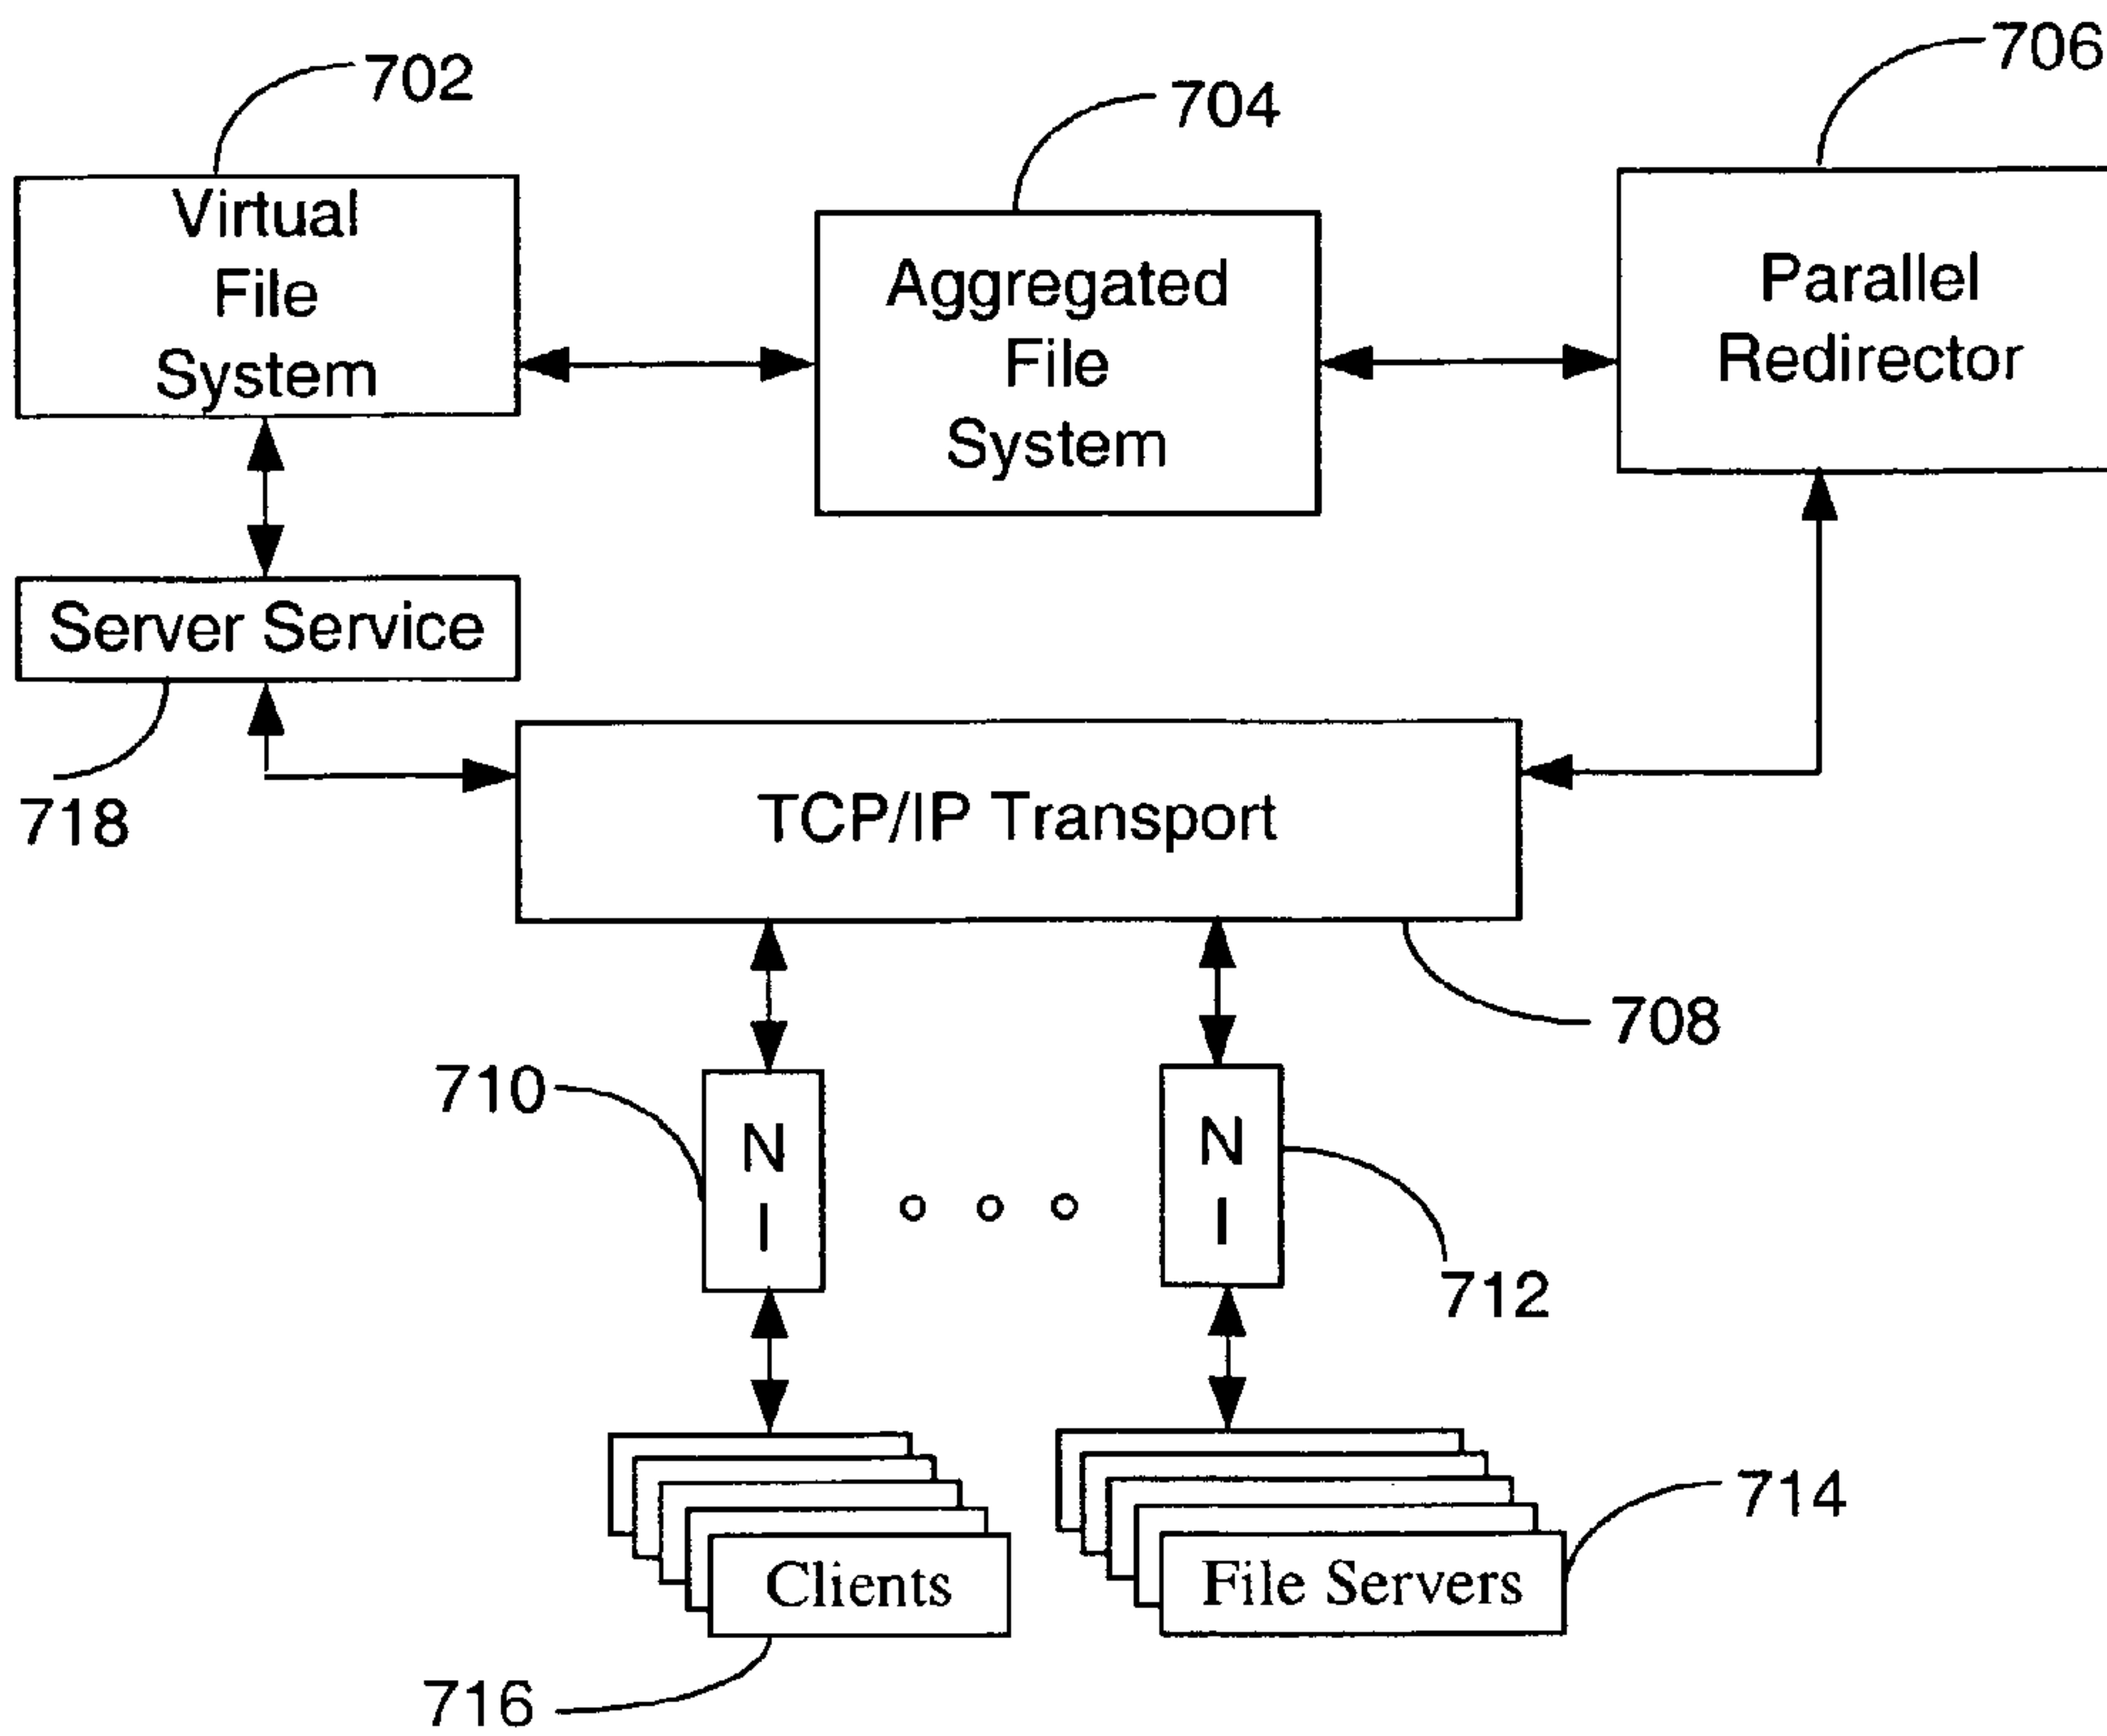 702
704
706
Virtual
File
System
Aggregated
File
System
Parallel
Redirector
Server Service
718
TCP/IP Transport
708
710
N
I
N
I
712
Clients
File Servers
714
716